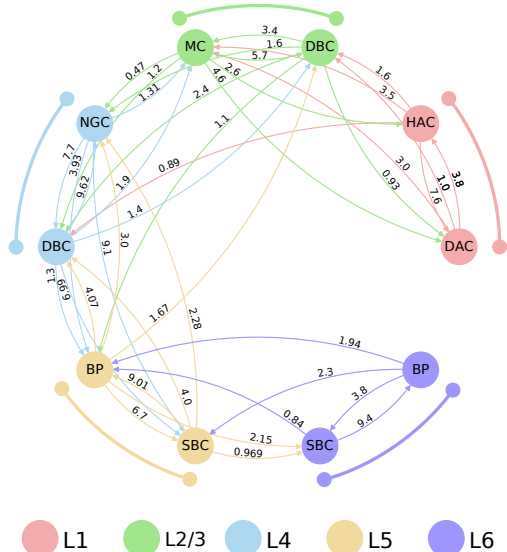 3.4
MC
1.6
DBC
5.7
0.47
1.2
4.6
2.6
1.6
1.31
2.4
3.5
NGC
1.1
HAC
7.7
3.93
0.89
3.0
9.62
1.9
0.93
1.0
3.8
7.6
1.4
DBC
9.1
3.0
DAC
1.3
6.99
4.07
1.67
2.28
1.94
BP
9.01
2.3
BP
4.0
3.8
6.7
0.84
9.4
SBC
2.15
SBC
0.969
L1
L2/3
L4
L5
L6